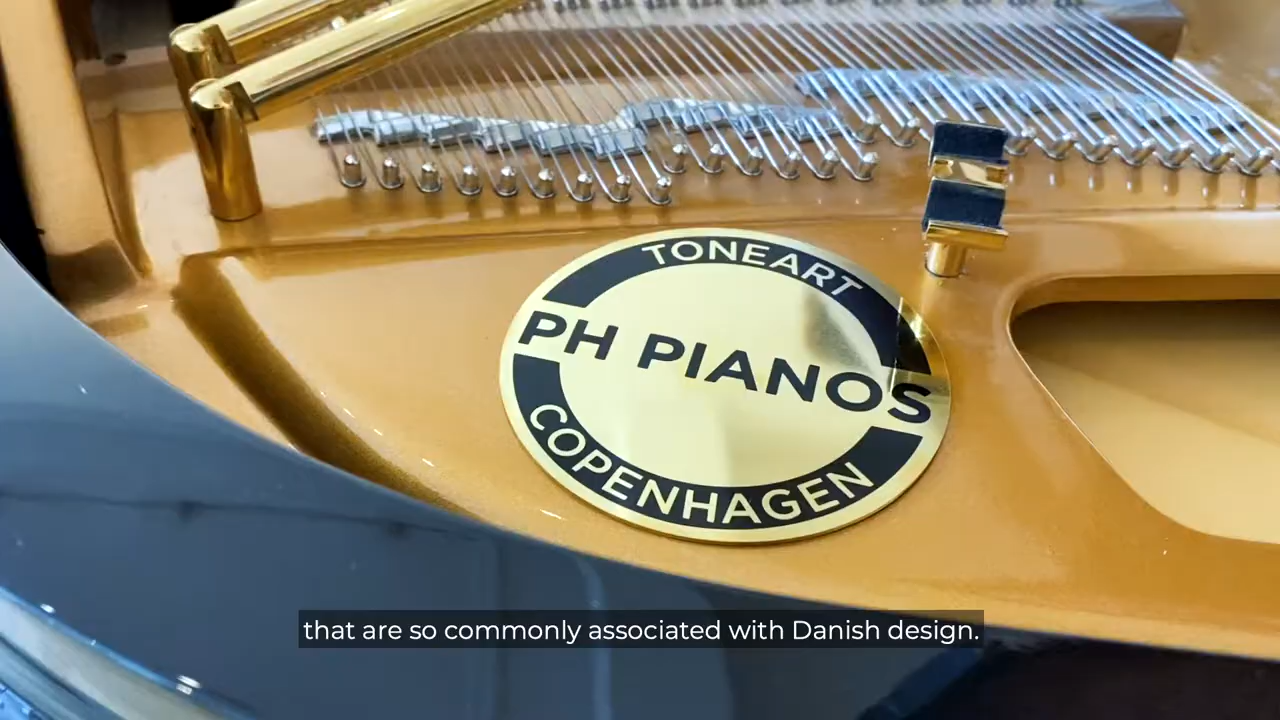 TONEART
PH PIANOS
COPENHAGEN
that are so commonly associated with Danish design.